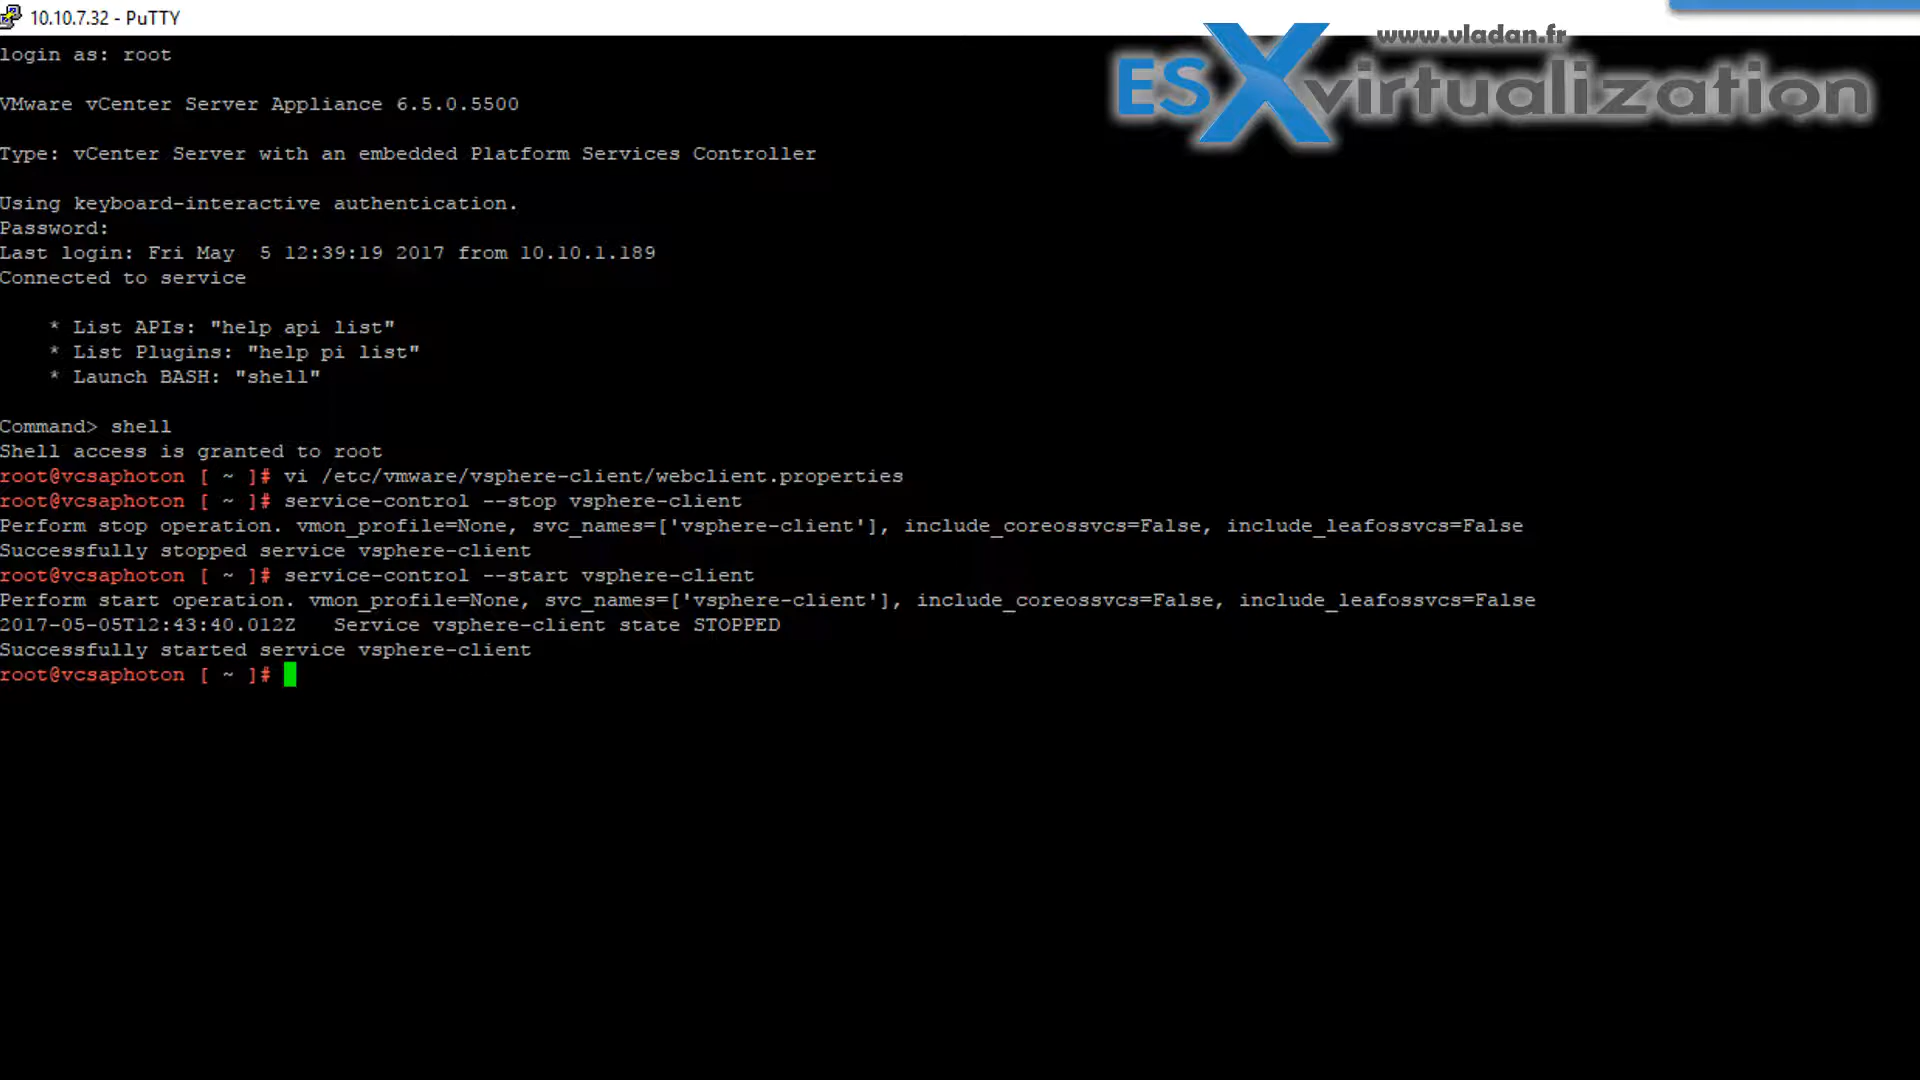 10.10.7.32 - PuTTY
www.vladan.fr
ESXvirtualization
login as: root
VMware vCenter Server Appliance 6.5.0.5500
Type: vCenter Server with an embedded Platform Services Controller
Using keyboard-interactive authentication.
Password:
Last login: Fri May  5 12:39:19 2017 from 10.10.1.189
Connected to service
    * List APIs: "help api list"
    * List Plugins: "help pi list"
    * Launch BASH: "shell"
Command> shell
Shell access is granted to root
root@vcsaphoton [ ~ ]# vi /etc/vmware/vsphere-client/webclient.properties
root@vcsaphoton [ ~ ]# service-control --stop vsphere-client
Perform stop operation. vmon_profile=None, svc_names=['vsphere-client'], include_coreossvcs=False, include_leafossvcs=False
Successfully stopped service vsphere-client
root@vcsaphoton [ ~ ]# service-control --start vsphere-client
Perform start operation. vmon_profile=None, svc_names=['vsphere-client'], include_coreossvcs=False, include_leafossvcs=False
2017-05-05T12:43:40.012Z   Service vsphere-client state STOPPED
Successfully started service vsphere-client
root@vcsaphoton [ ~ ]#